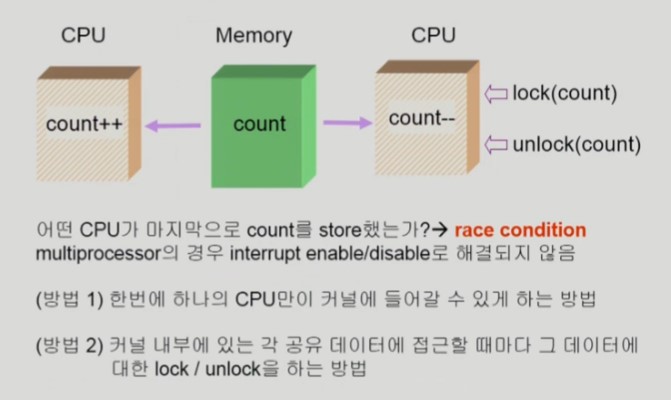 CPU
Memory
CPU
count++
count
count--
lock(count)
unlock(count)
어떤 CPU가 마지막으로 count를 store했는가?→ race condition
multiprocessor의 경우 interrupt enable/disable로 해결되지 않음
(방법 1) 한번에 하나의 CPU만이 커널에 들어갈 수 있게 하는 방법
(방법 2) 커널 내부에 있는 각 공유 데이터에 접근할 때마다 그 데이터에
대한 lock / unlock을 하는 방법